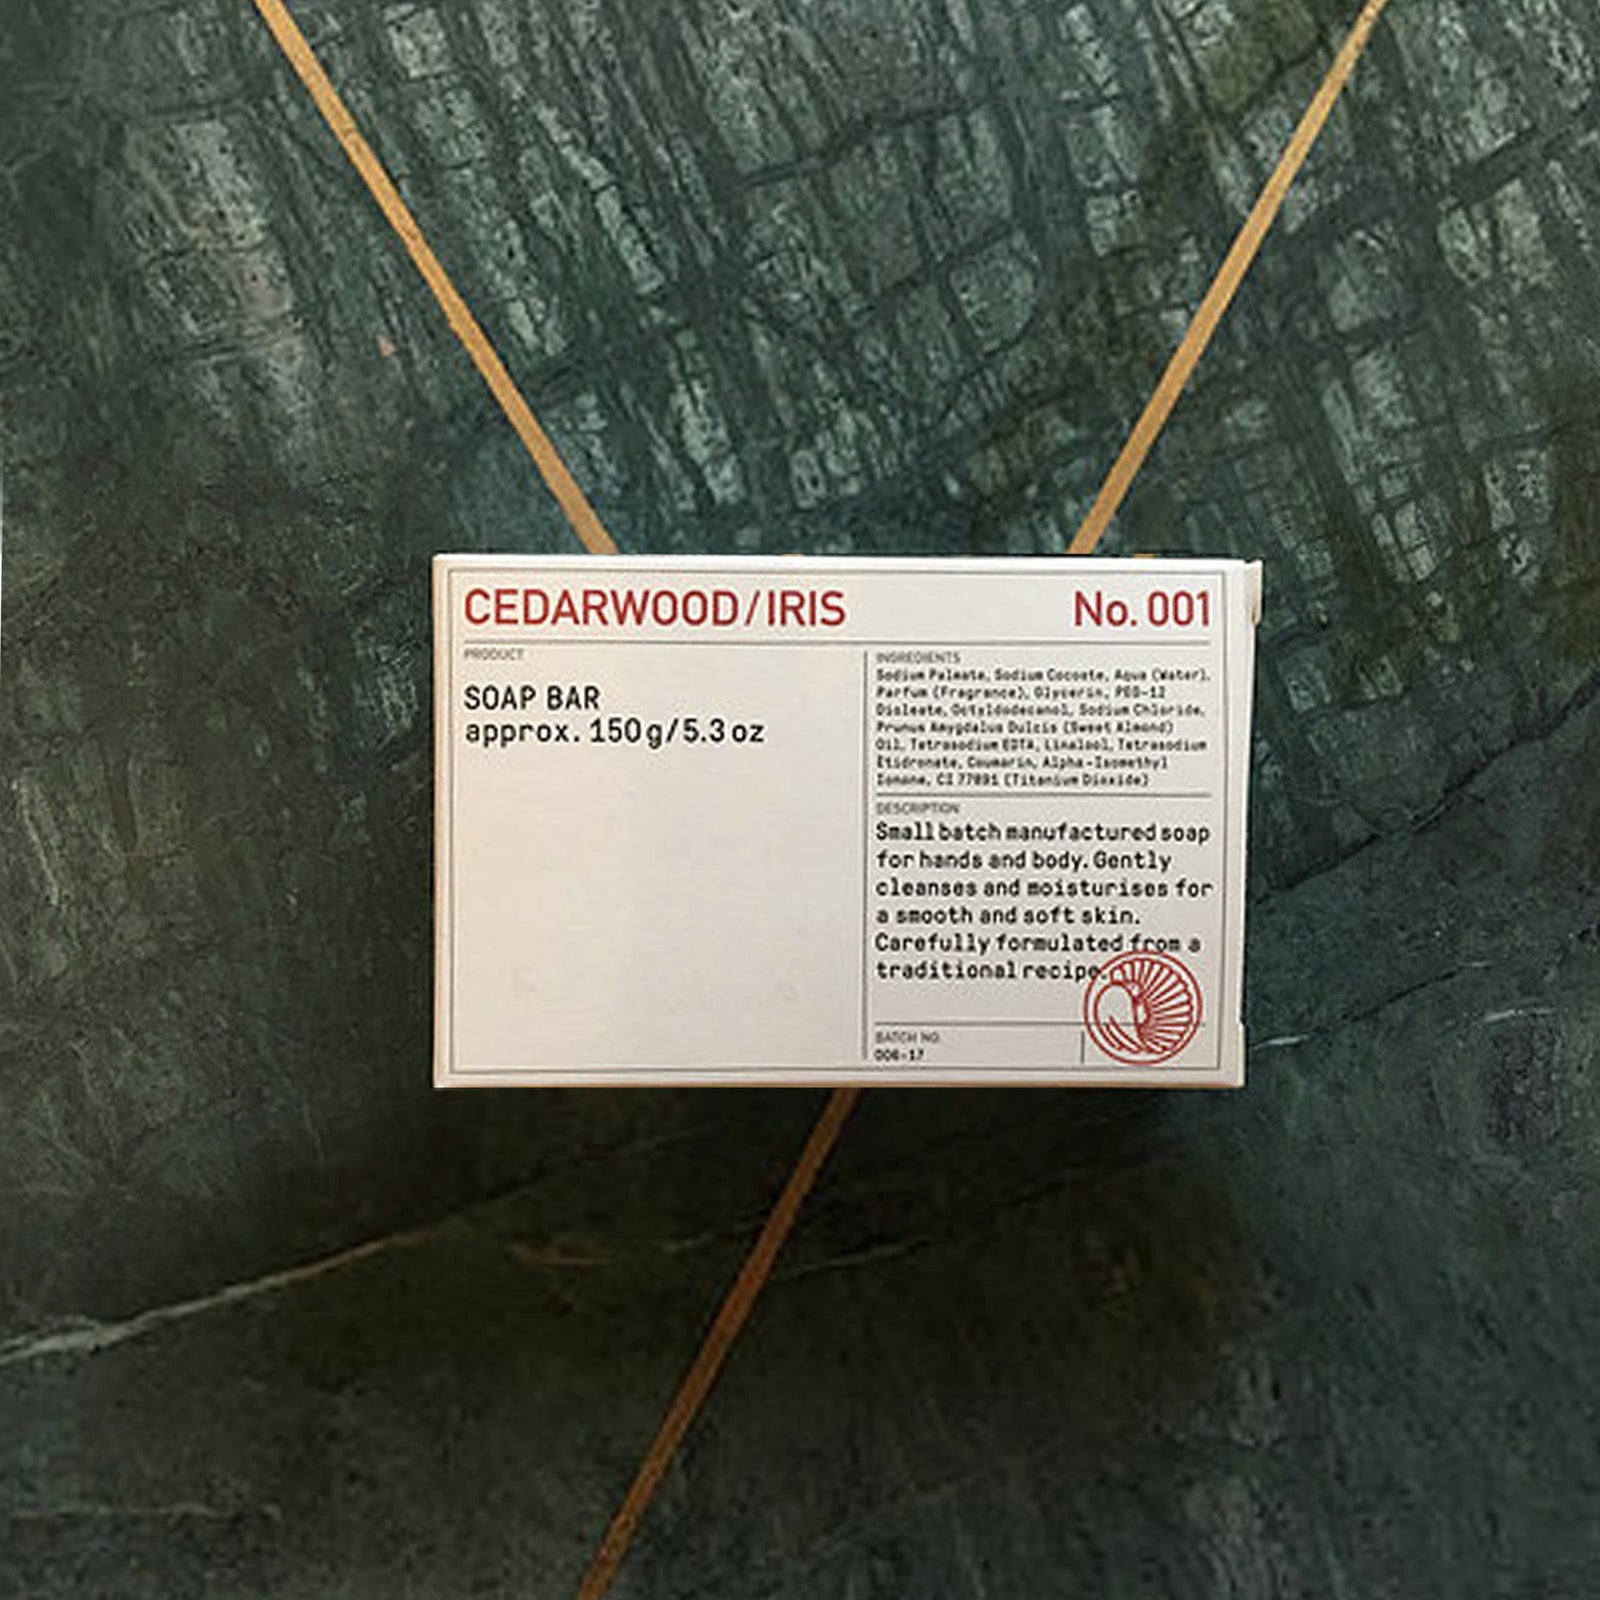 CEDARWOOD/IRIS No. 001
PRODUCT
SOAP BAR
approx. 150g/5.3oz
INGREDIENTS
Sodium Palmate, Sodium Cocoate, Aqua (Water),
Parfum (Fragrance), Glycerin, PEG-12
Dioleate, Octyldodecanol, Sodium Chloride,
Prunus Amygdalus Dulcis (Sweet Almond)
Oil, Tetrasodium EDTA, Linalool, Tetrasodium
Etidronate, Coumarin, Alpha-Isomethyl
Ionone, CI 77891 (Titanium Dioxide)
DESCRIPTION
Small batch manufactured soap
for hands and body. Gently
cleanses and moisturises for
a smooth and soft skin.
Carefully formulated from a
traditional recipe.
BATCH NO.
006-17